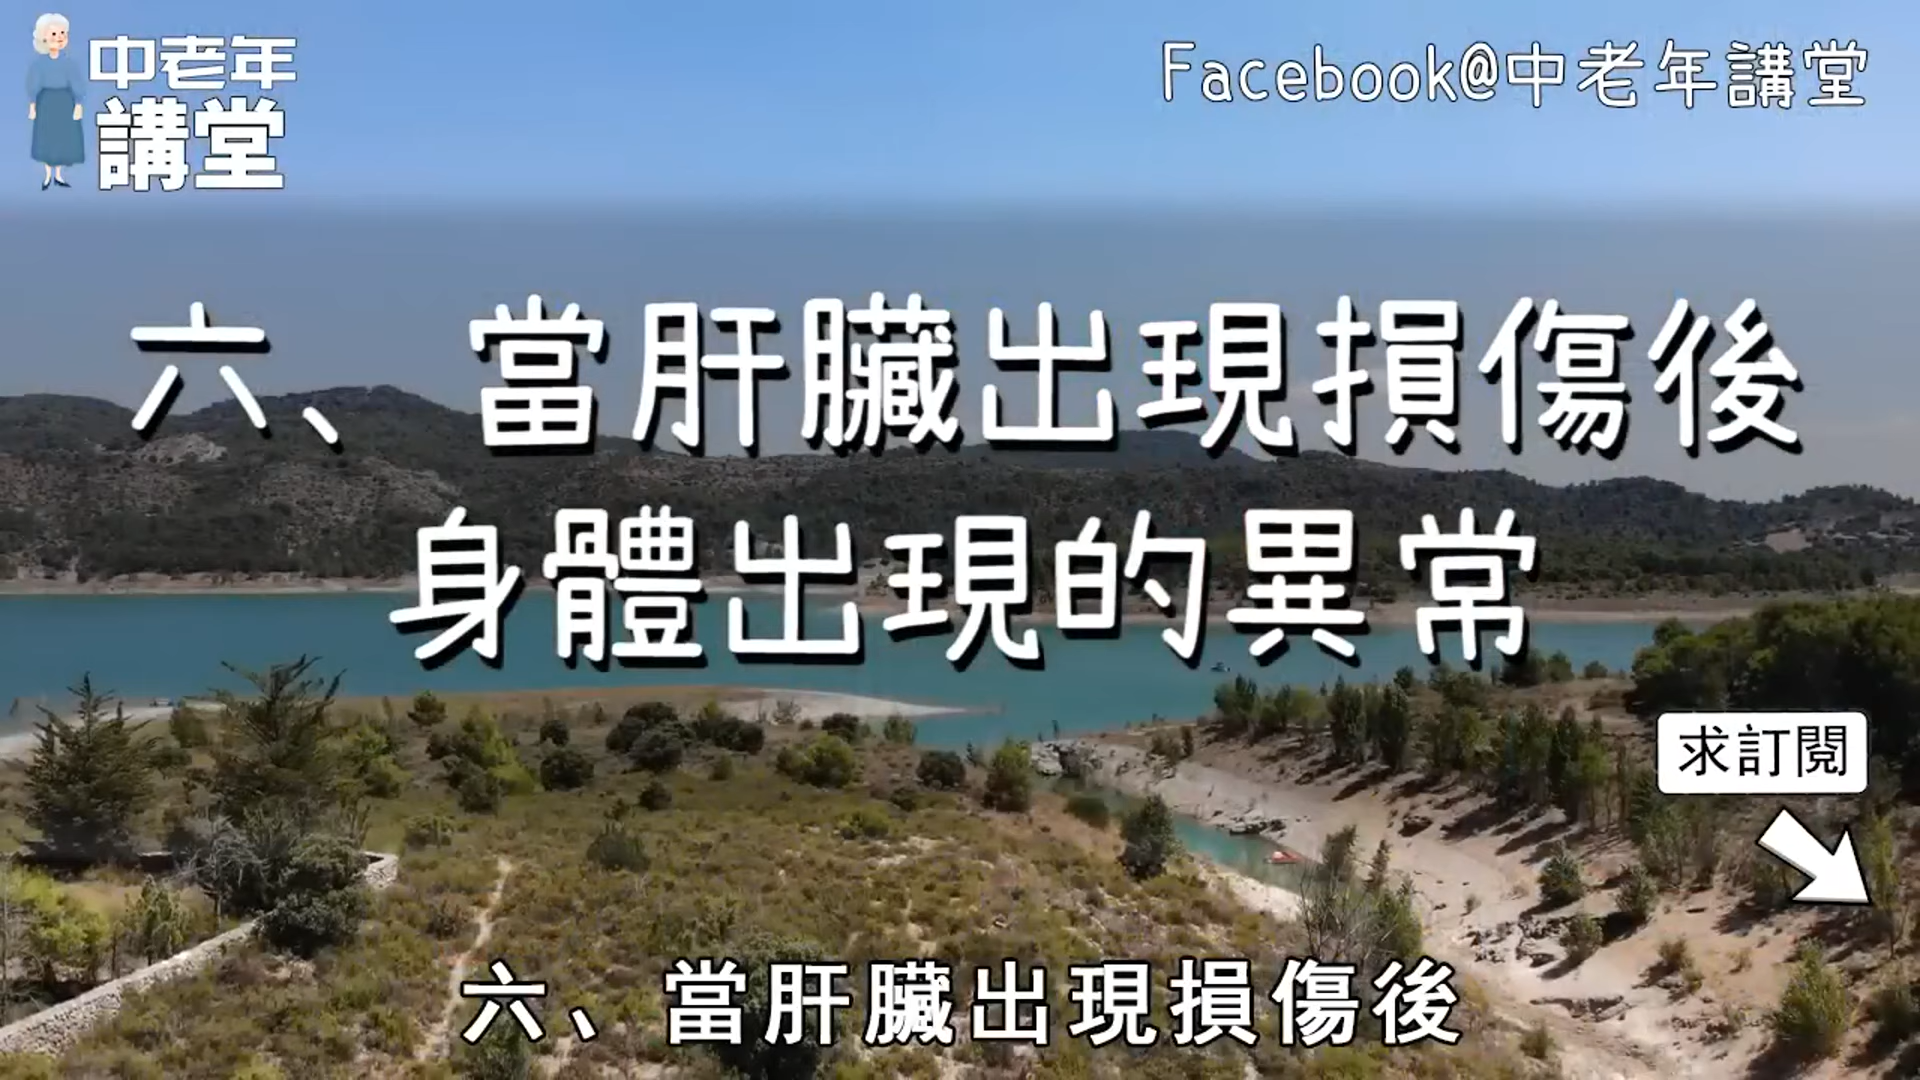 中老年
講堂
Facebook@中老年講堂
六、當肝臟出現損傷後
身體出現的異常
求訂閱
六、當肝臟出現損傷後